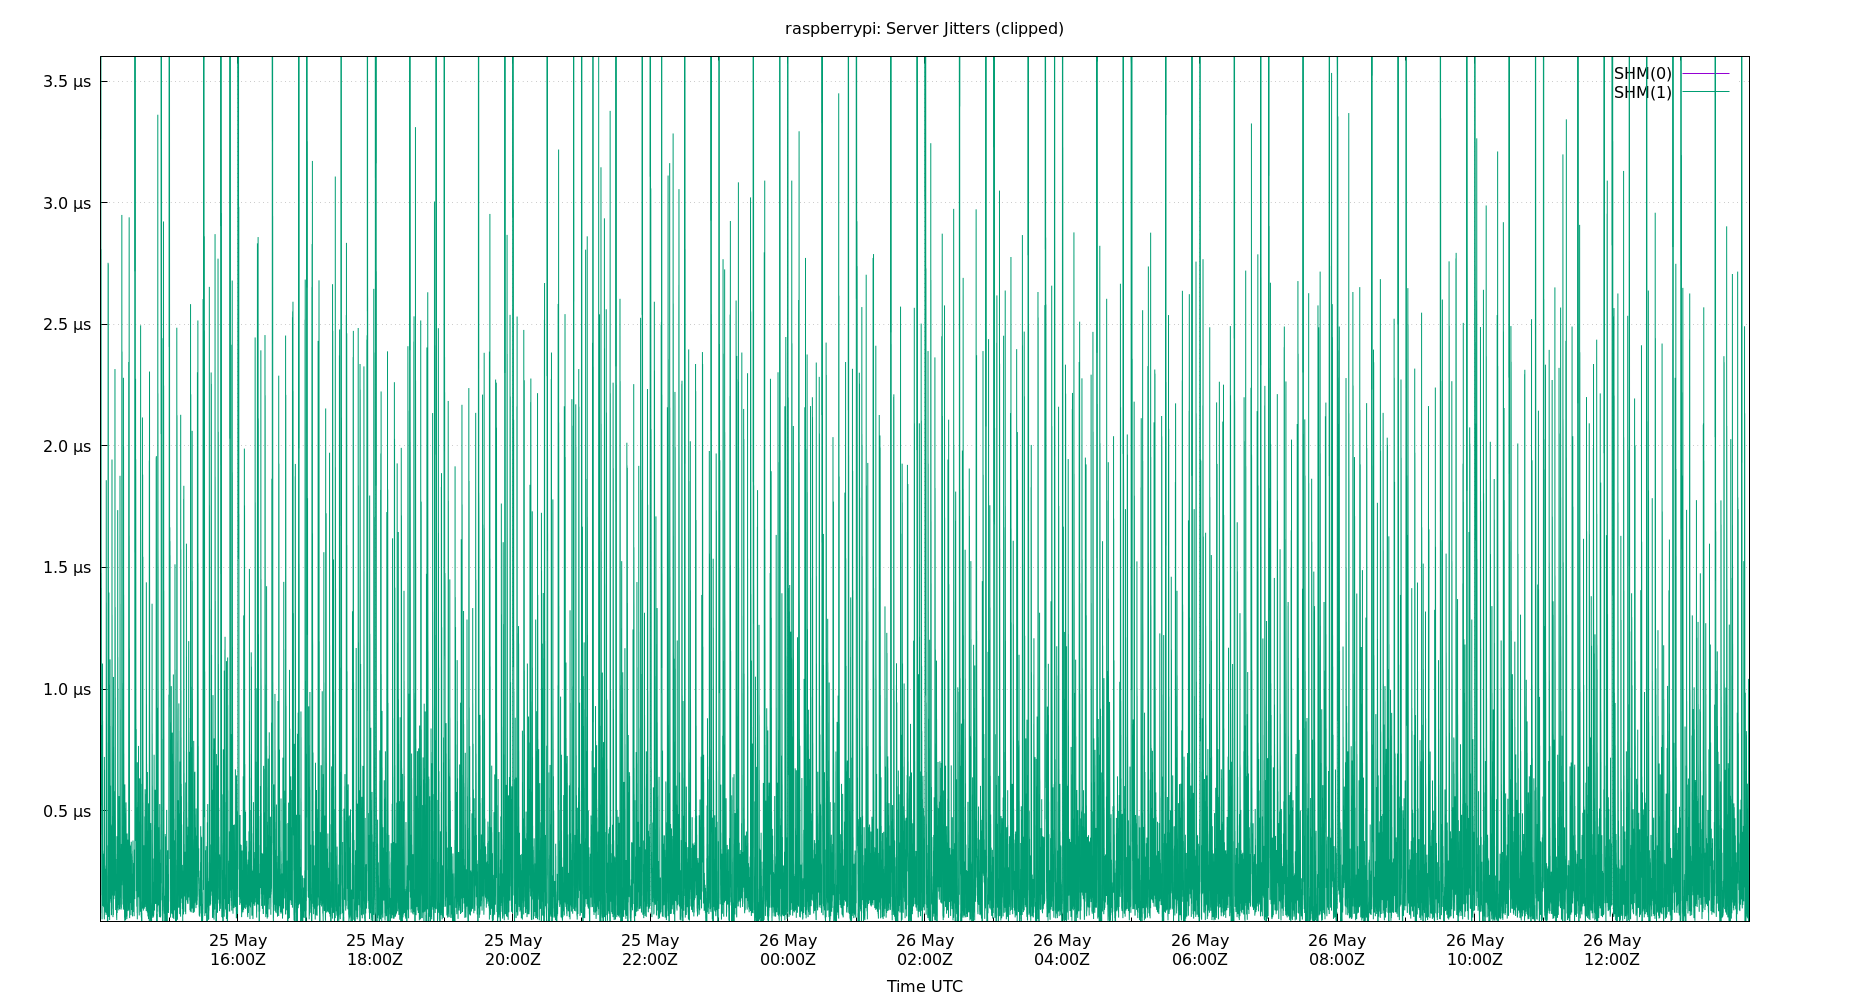 raspberrypi: Server Jitters (clipped)
3.5 µs
3.0 µs
2.5 µs
2.0 µs
1.5 µs
1.0 µs
0.5 µs
SHM(0)
SHM(1)
25 May 25 May 25 May 25 May 26 May 26 May 26 May 26 May 26 May 26 May 26 May
16:00Z 18:00Z 20:00Z 22:00Z 00:00Z 02:00Z 04:00Z 06:00Z 08:00Z 10:00Z 12:00Z
Time UTC